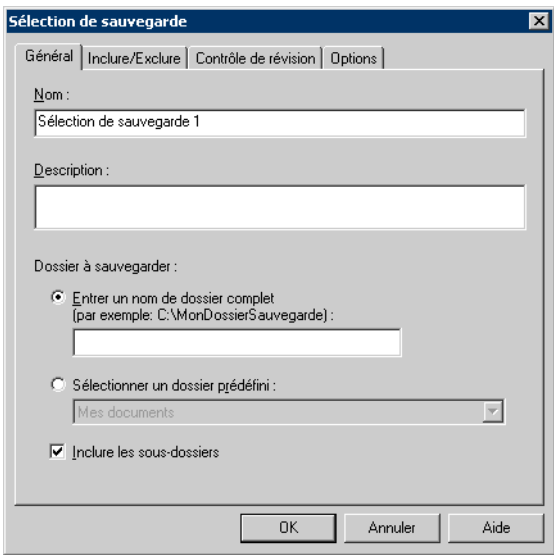 Sélection de sauvegarde
Général Inclure/Exclure Contrôle de révision Options
Nom :
Sélection de sauvegarde 1
Description :
Dossier à sauvegarder :
Entrer un nom de dossier complet
(par exemple: C:\MonDossierSauvegarde) :
Sélectionner un dossier prédéfini :
Mes documents
Inclure les sous-dossiers
OK Annuler Aide